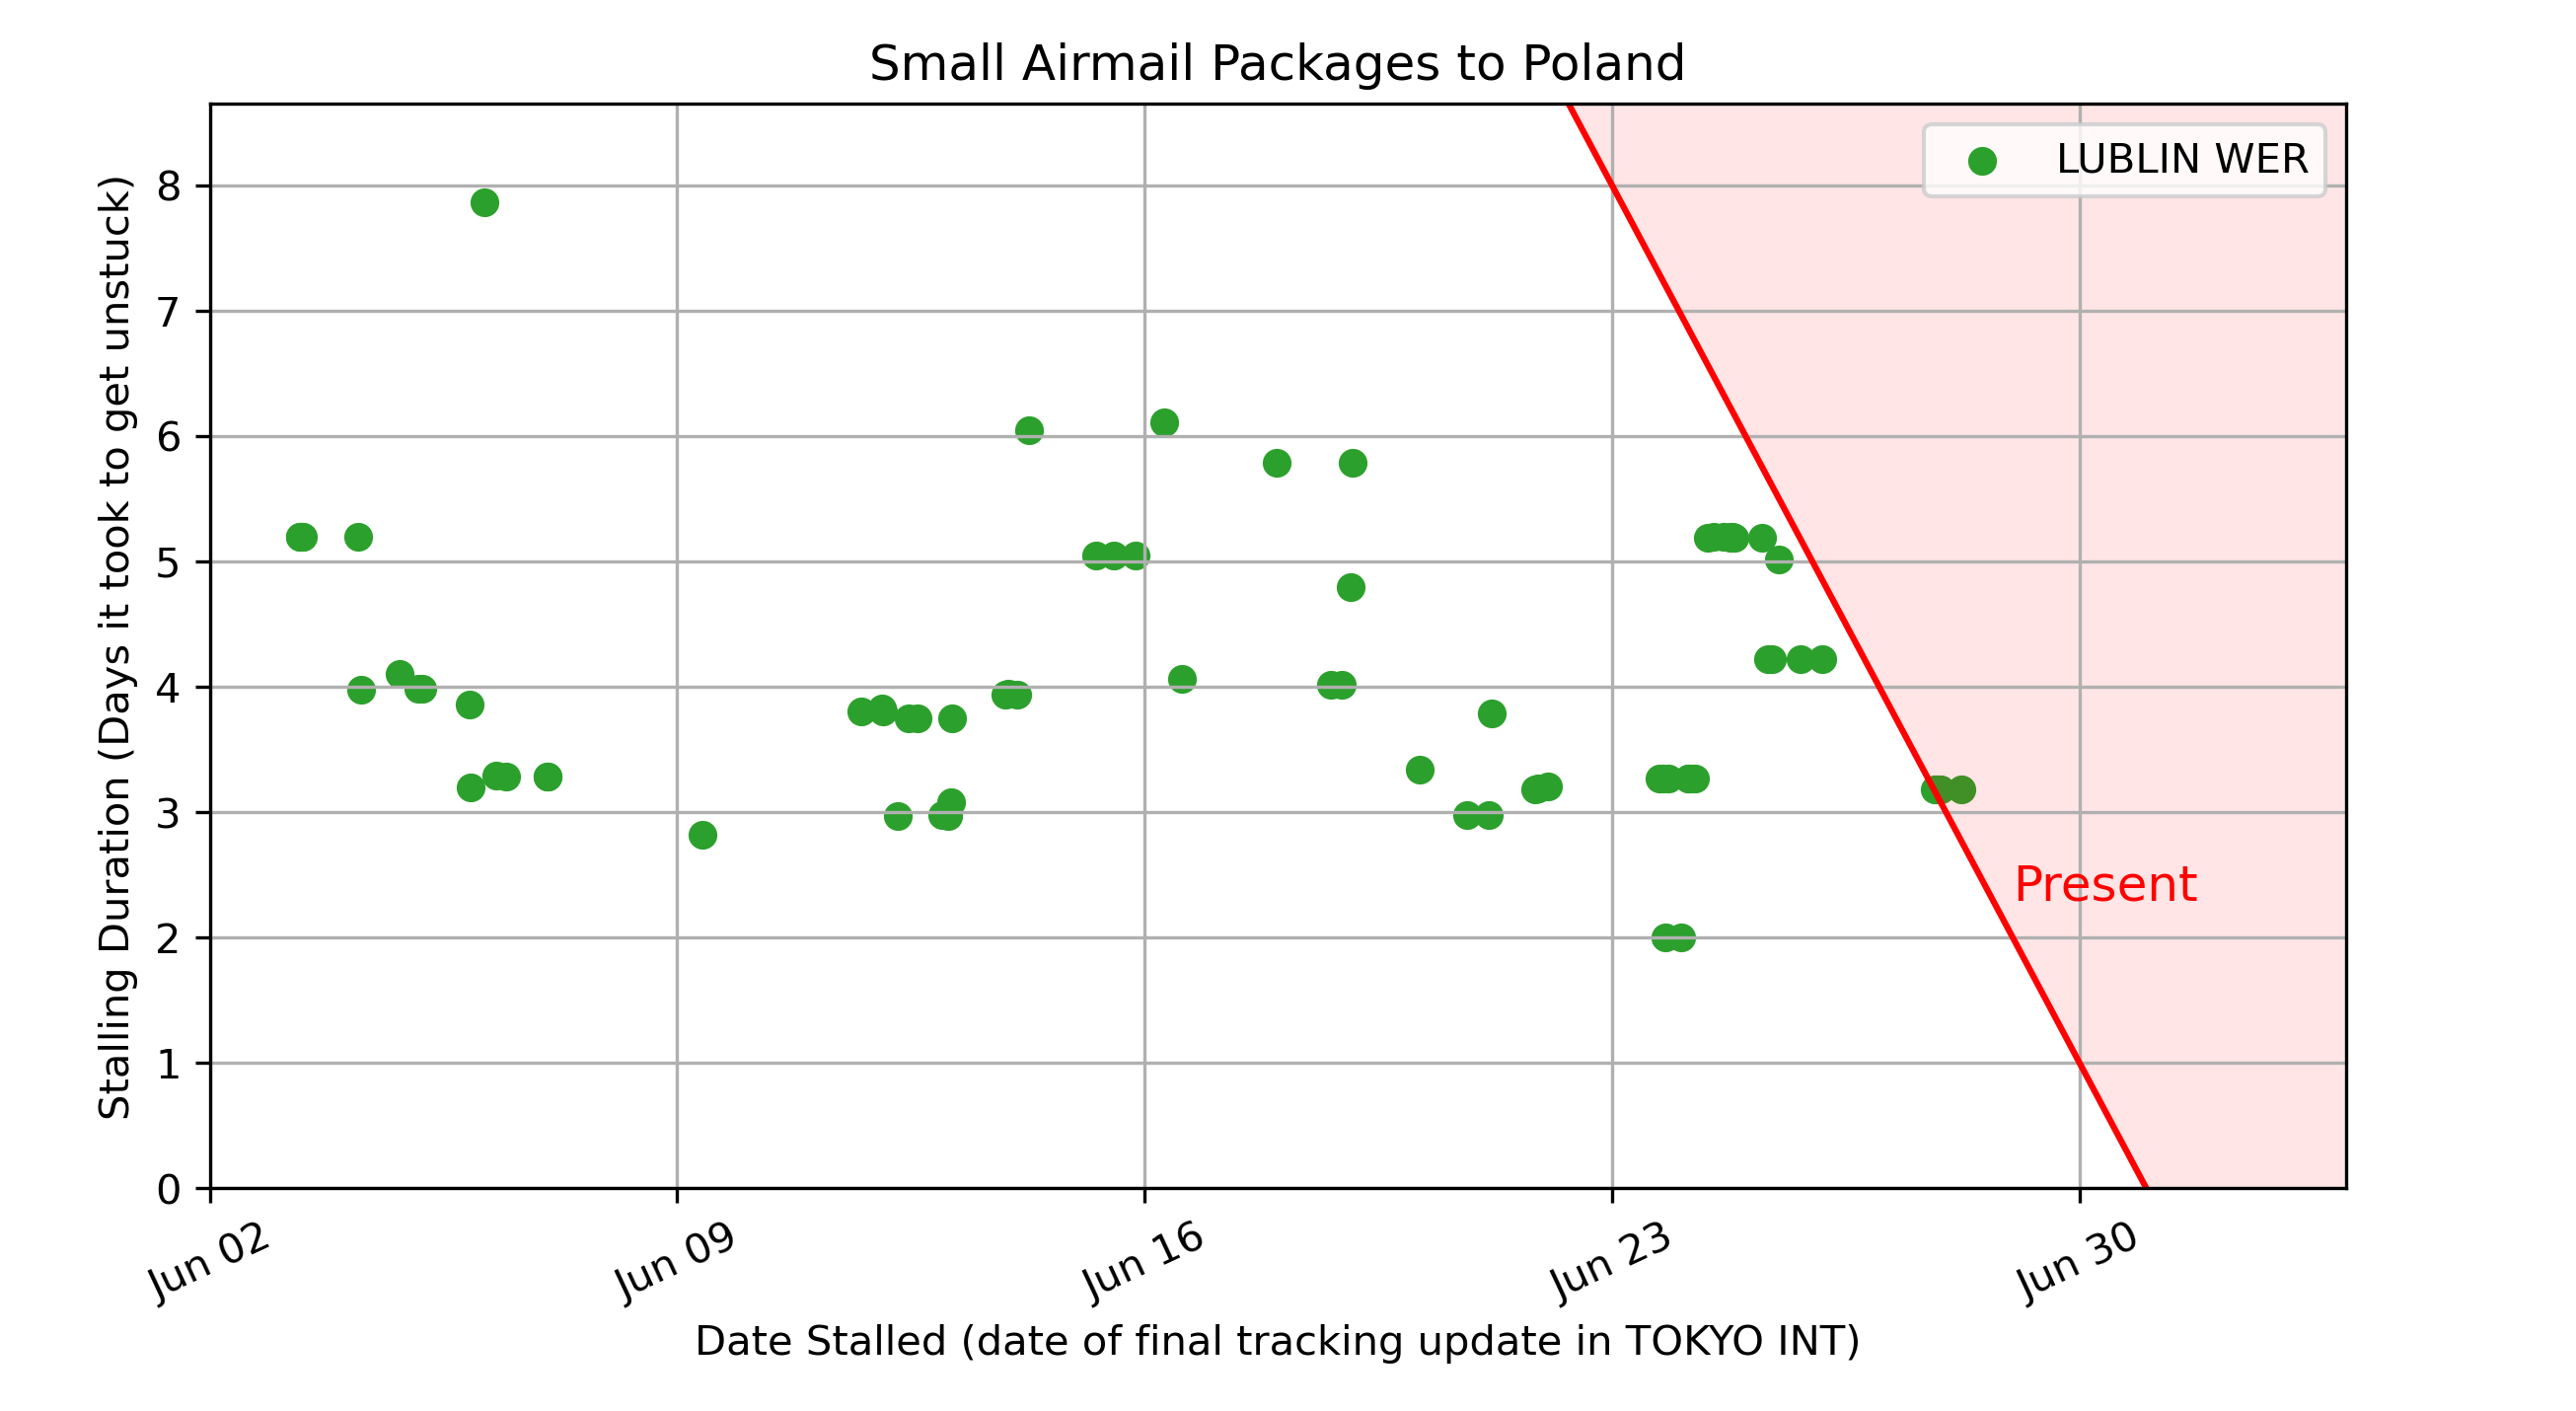 Small Airmail Packages to Poland
LUBLIN WER
Stalling Duration (Days it took to get unstuck)
8
7
6
5
4
3
2
1
0
Present
Jun 02
Jun 09
Jun 16
Jun 23
Jun 30
Date Stalled (date of final tracking update in TOKYO INT)